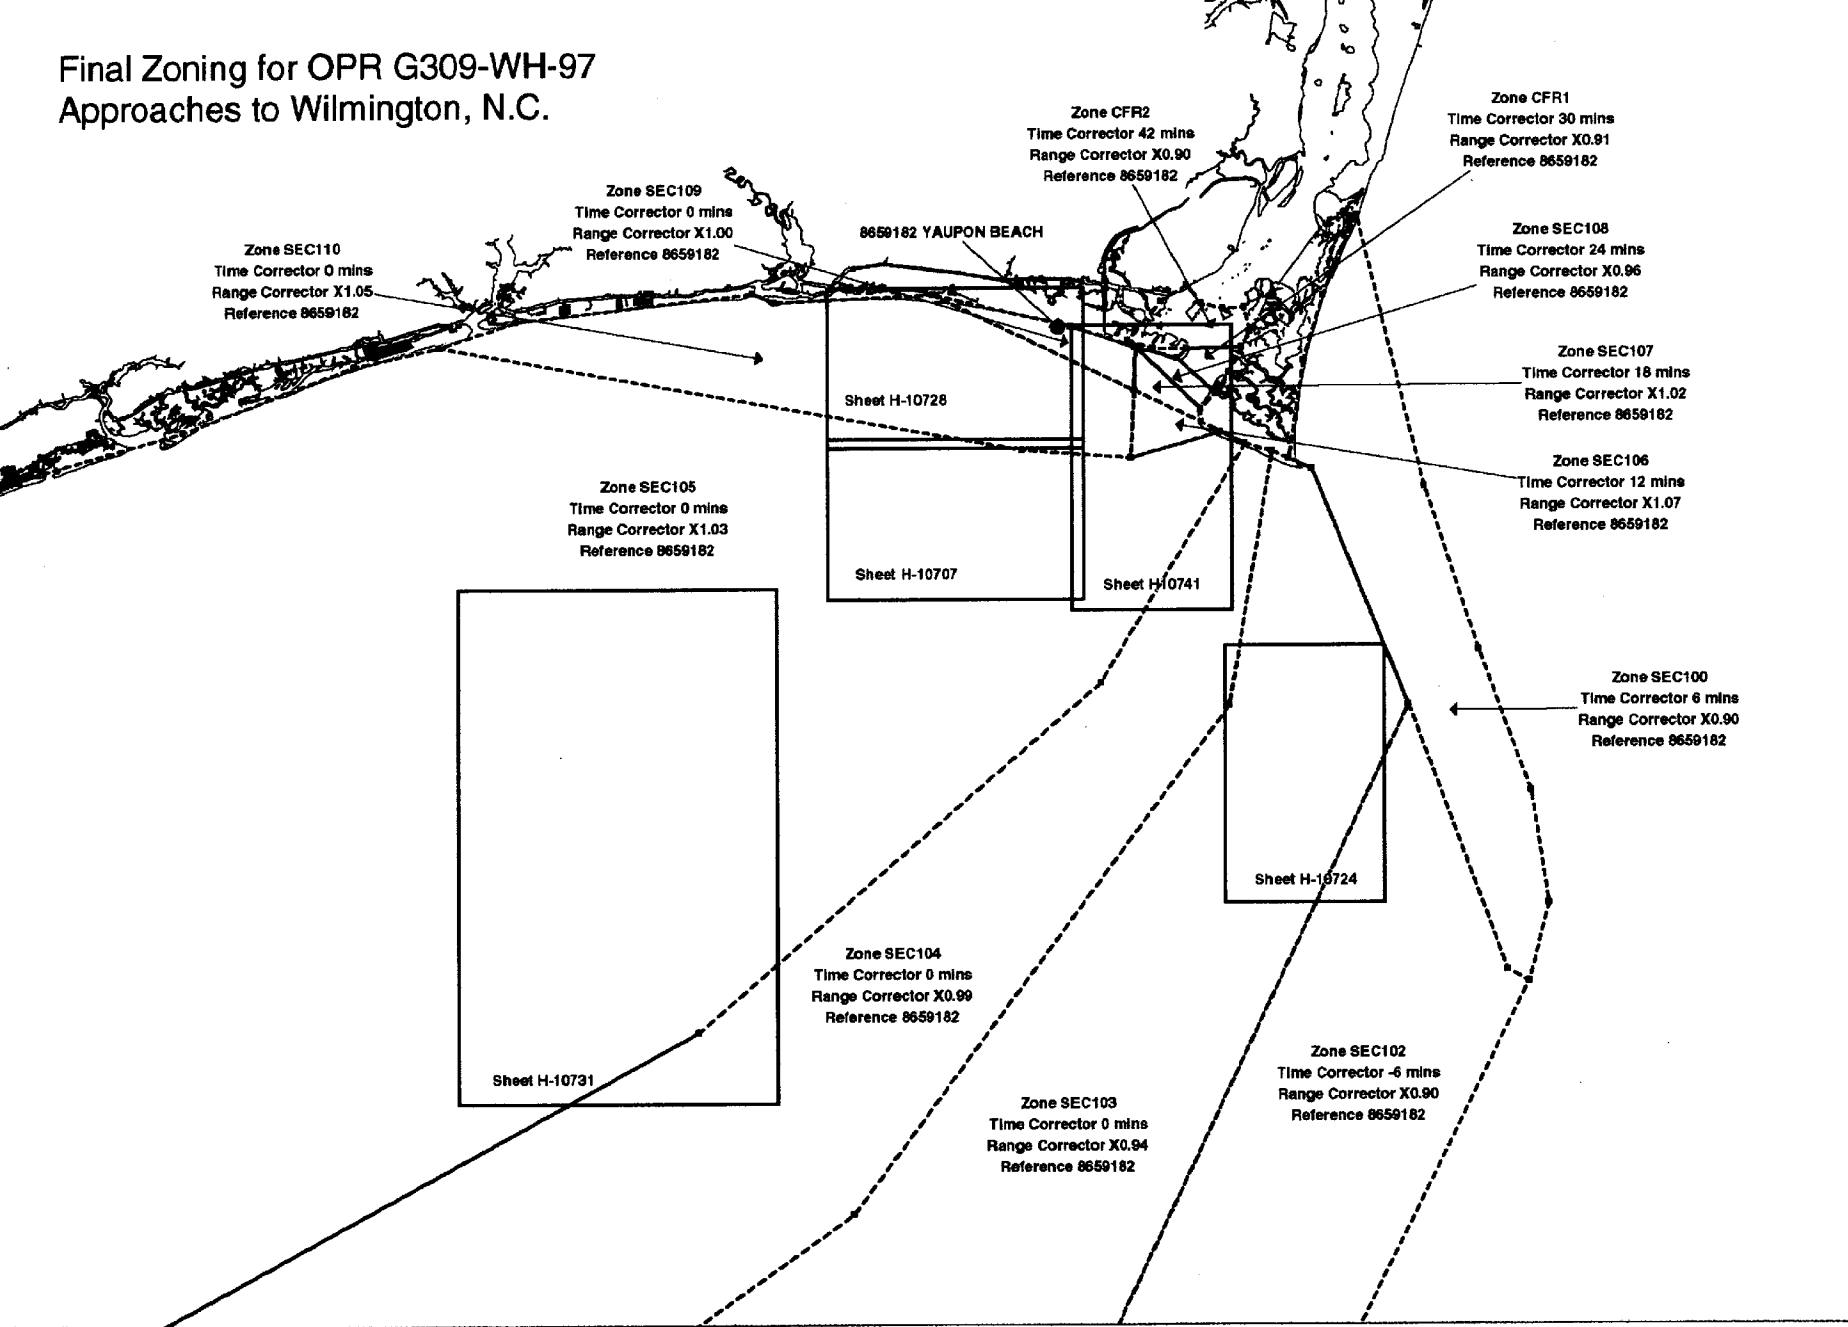 Final Zoning for OPR G309-WH-97
Approaches to Wilmington, N.C.
Zone CFR1
Time Corrector 30 mins
Range Corrector X0.91
Reference 8659182
Zone CFR2
Time Corrector 42 mins
Range Corrector X0.90
Reference 8659182
Zone SEC109
Time Corrector 0 mins
Range Corrector X1.00
Reference 8659182
8659182 YAUPON BEACH
Zone SEC108
Time Corrector 24 mins
Range Corrector X0.96
Reference 8659182
Zone SEC110
Time Corrector 0 mins
Range Corrector X1.05
Reference 8659182
Zone SEC107
Time Corrector 18 mins
Range Corrector X1.02
Reference 8659182
Sheet H-10728
Zone SEC106
Time Corrector 12 mins
Range Corrector X1.07
Reference 8659182
Zone SEC105
Time Corrector 0 mins
Range Corrector X1.03
Reference 8659182
Sheet H-10707
Sheet H-10741
Zone SEC100
Time Corrector 6 mins
Range Corrector X0.90
Reference 8659182
Sheet H-10724
Zone SEC104
Time Corrector 0 mins
Range Corrector X0.99
Reference 8659182
Sheet H-10731
Zone SEC102
Time Corrector -6 mins
Range Corrector X0.90
Reference 8659182
Zone SEC103
Time Corrector 0 mins
Range Corrector X0.94
Reference 8659182